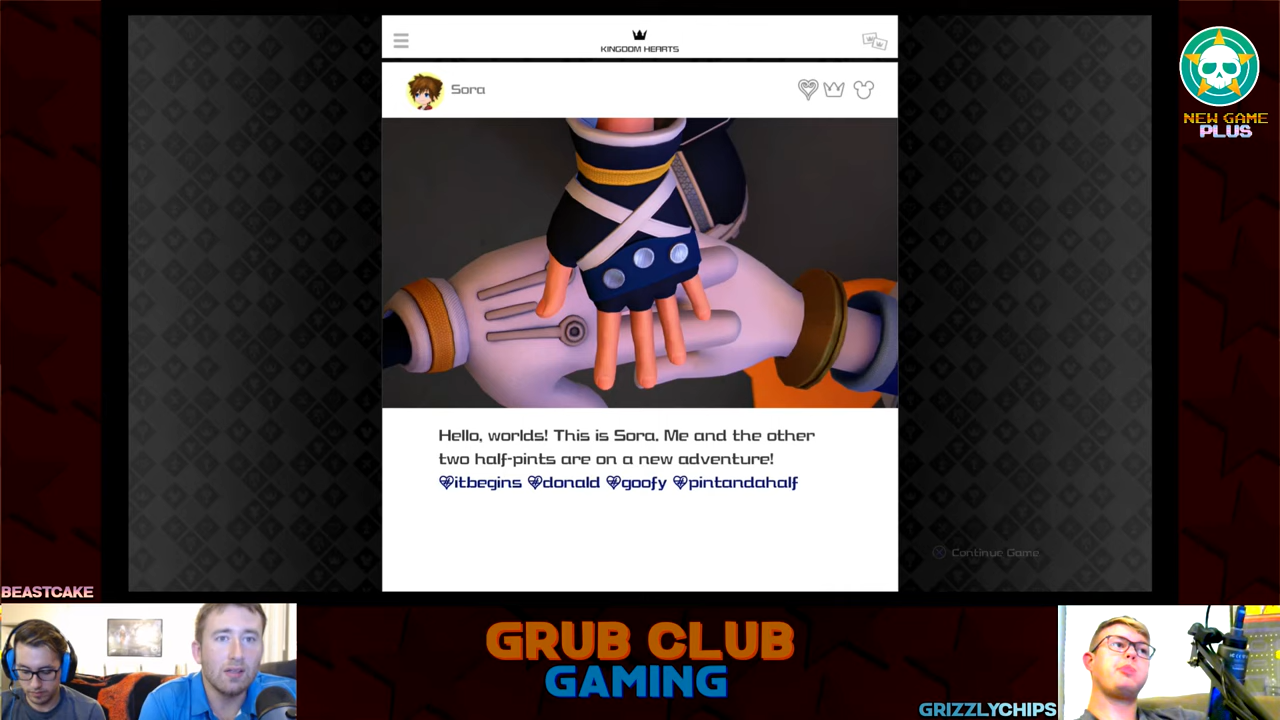 KINGDOM HEARTS
Sora
NEW GAME
PLUS
Hello, worlds! This is Sora. Me and the other
two half-pints are on a new adventure!
itbegins donald goofy pintandahalf
Continue Game
BEASTCAKE
GRUB CLUB
GAMING
GRIZZLYCHIPS